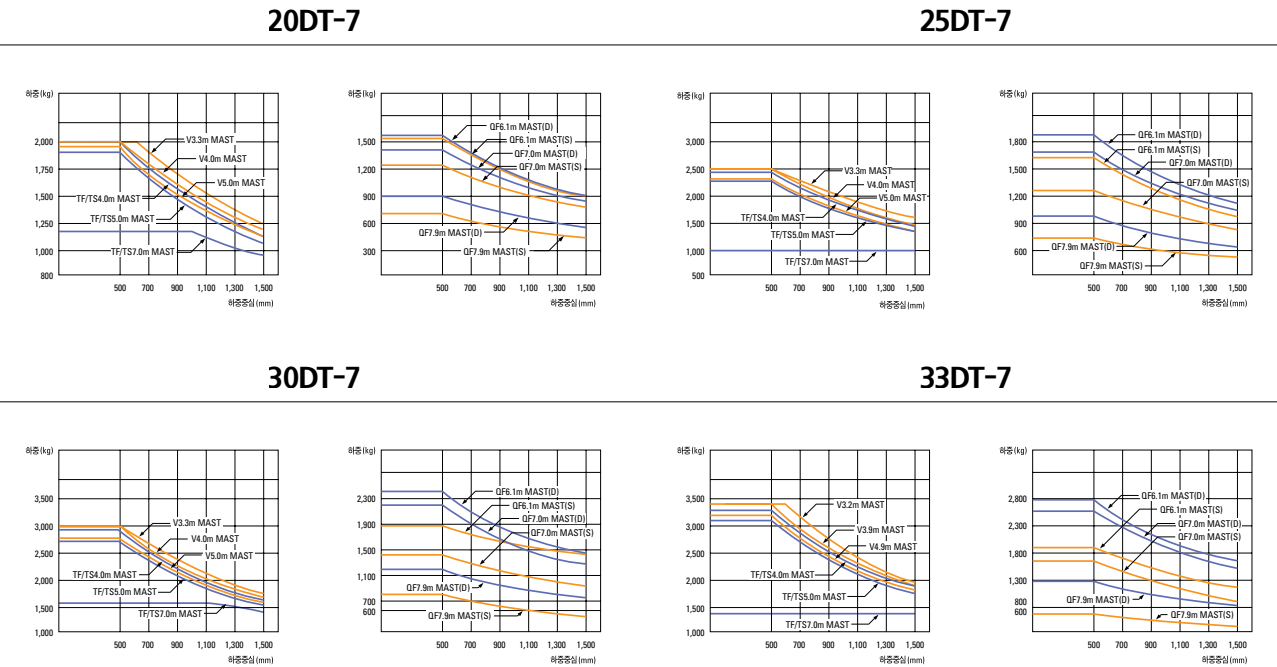 20DT-7
25DT-7
하중(kg)
2,000
1,750
1,500
1,250
1,000
800
V3.3m MAST
V4.0m MAST
V5.0m MAST
TF/TS4.0m MAST
TF/TS5.0m MAST
TF/TS7.0m MAST
500 700 900 1,100 1,300 1,500
하중중심(mm)
하중(kg)
1,500
1,200
900
600
300
QF6.1m MAST(D)
QF6.1m MAST(S)
QF7.0m MAST(D)
QF7.0m MAST(S)
QF7.9m MAST(D)
QF7.9m MAST(S)
500 700 900 1,100 1,300 1,500
하중중심(mm)
하중(kg)
3,000
2,500
2,000
1,500
1,000
500
V3.3m MAST
V4.0m MAST
V5.0m MAST
TF/TS4.0m MAST
TF/TS5.0m MAST
TF/TS7.0m MAST
500 700 900 1,100 1,300 1,500
하중중심(mm)
하중(kg)
1,800
1,500
1,200
900
600
QF6.1m MAST(D)
QF6.1m MAST(S)
QF7.0m MAST(D)
QF7.0m MAST(S)
QF7.9m MAST(D)
QF7.9m MAST(S)
500 700 900 1,100 1,300 1,500
하중중심(mm)
30DT-7
33DT-7
하중(kg)
3,500
3,000
2,500
2,000
1,500
1,000
V3.3m MAST
V4.0m MAST
V5.0m MAST
TF/TS4.0m MAST
TF/TS5.0m MAST
TF/TS7.0m MAST
500 700 900 1,100 1,300 1,500
하중중심(mm)
하중(kg)
2,300
1,900
1,500
1,100
700
600
QF6.1m MAST(D)
QF6.1m MAST(S)
QF7.0m MAST(D)
QF7.0m MAST(S)
QF7.9m MAST(D)
QF7.9m MAST(S)
500 700 900 1,100 1,300 1,500
하중중심(mm)
하중(kg)
3,500
3,000
2,500
2,000
1,500
1,000
V3.2m MAST
V3.9m MAST
V4.9m MAST
TF/TS4.0m MAST
TF/TS5.0m MAST
TF/TS7.0m MAST
500 700 900 1,100 1,300 1,500
하중중심(mm)
하중(kg)
2,800
2,300
1,800
1,300
800
600
QF6.1m MAST(D)
QF6.1m MAST(S)
QF7.0m MAST(D)
QF7.0m MAST(S)
QF7.9m MAST(D)
QF7.9m MAST(S)
500 700 900 1,100 1,300 1,500
하중중심(mm)